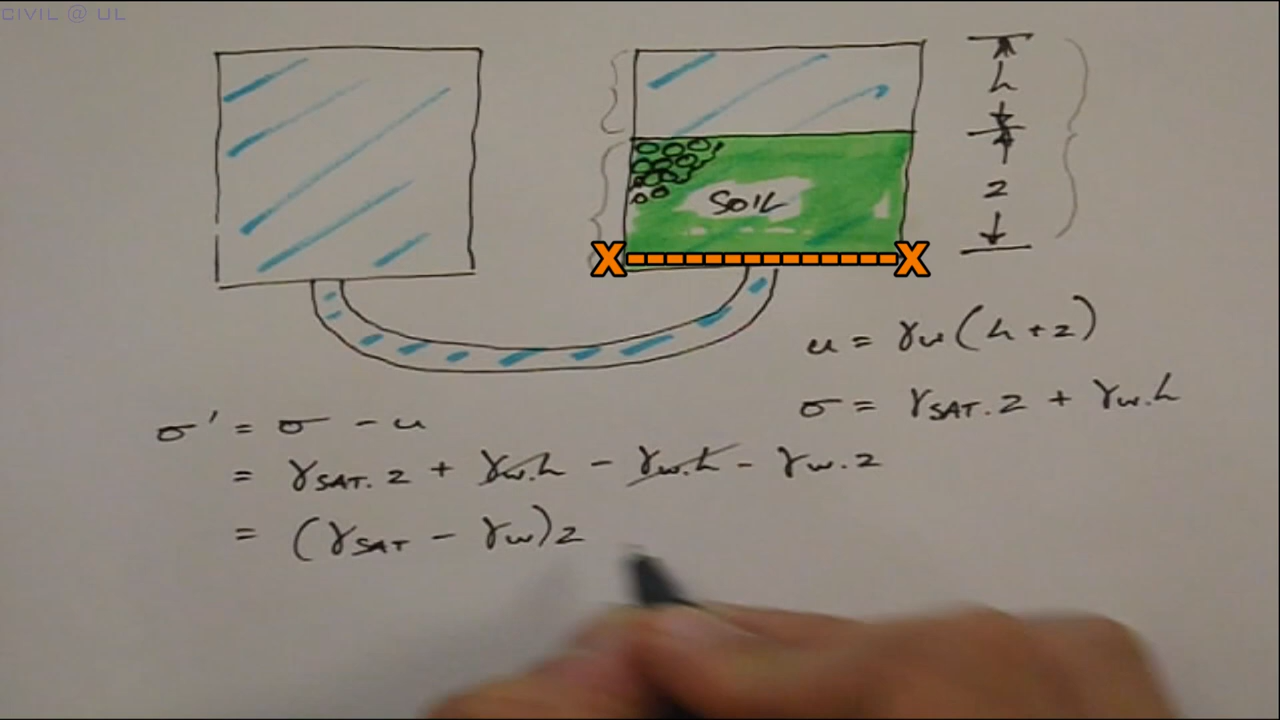 CIVIL @ UL
h
z
SOIL
X X
u = γw (h + z)
σ = γSAT. z + γw. h
σ' = σ - u
= γSAT. z + γw. h - γw. h - γw. z
= (γSAT - γw) z